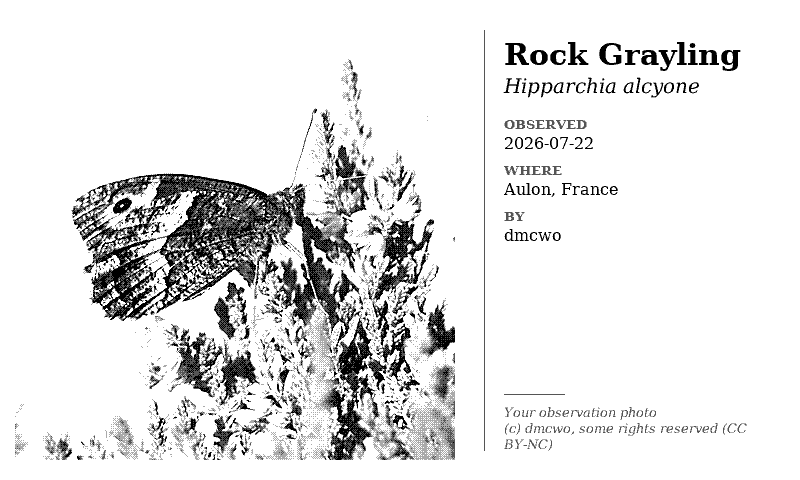 Rock Grayling
Hipparchia alcyone
OBSERVED
2026-07-22
WHERE
Aulon, France
BY
dmcwo
Your observation photo
(c) dmcwo, some rights reserved (CC
BY-NC)